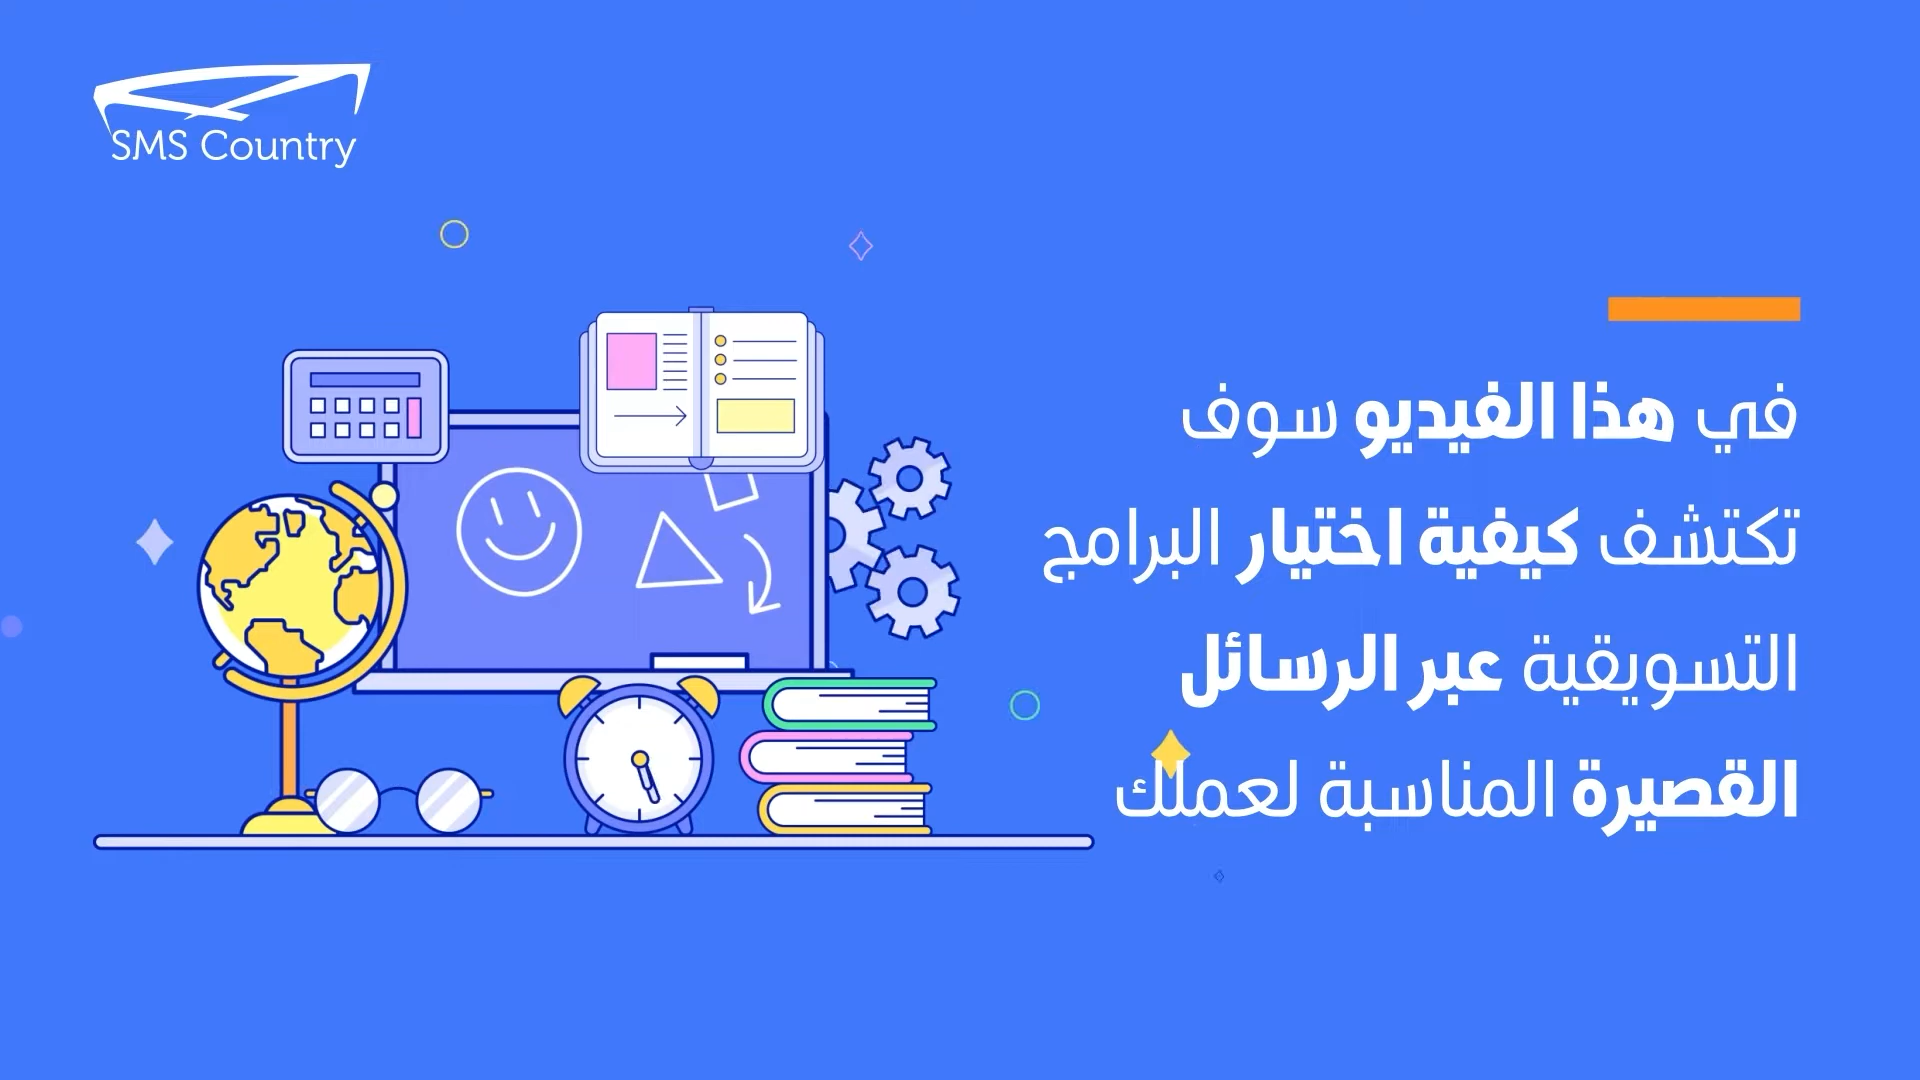 SMS Country
في هذا الفيديو سوف
تكتشف كيفية اختيار البرامج
التسويقية عبر الرسائل
القصيرة المناسبة لعملك